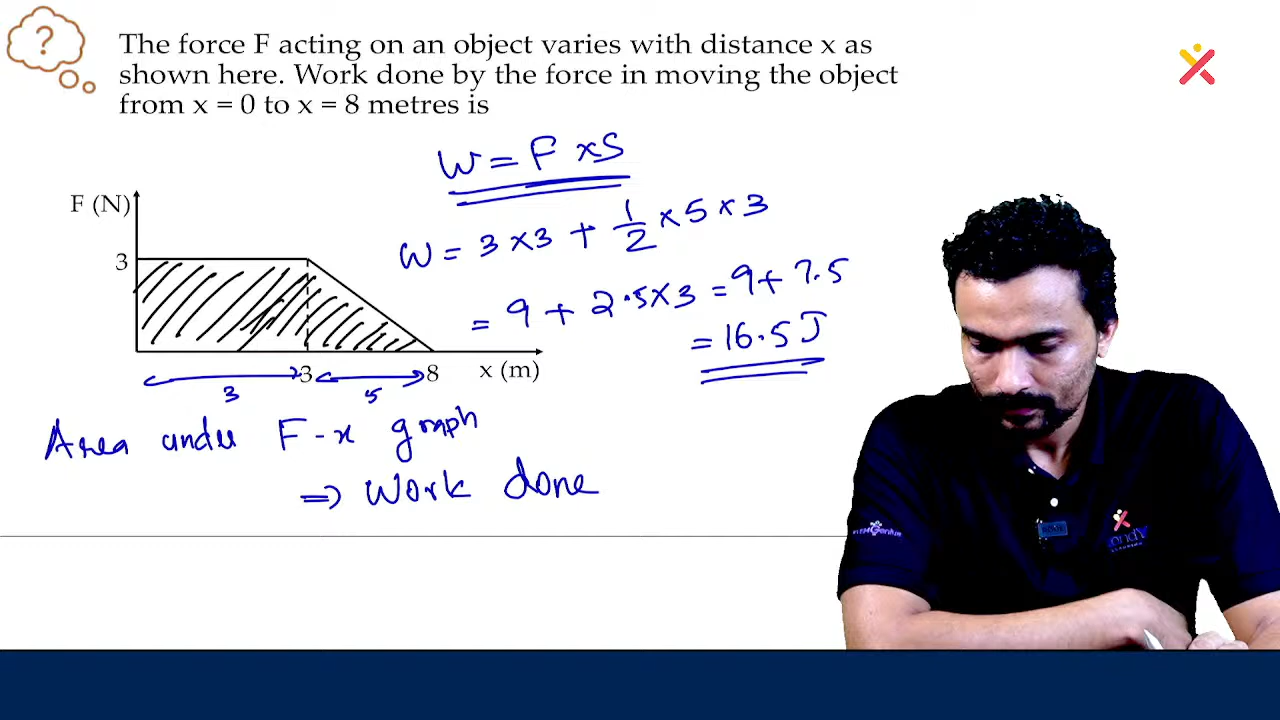 ?
The force F acting on an object varies with distance x as
shown here. Work done by the force in moving the object
from x = 0 to x = 8 metres is
W = F × S
F (N)
W = 3 × 3 + 1/2 × 5 × 3
3
= 9 + 2.5 × 3 = 9 + 7.5
= 16.5 J
3 8 x (m)
3 5
Area under F - x graph
⇒ Work done